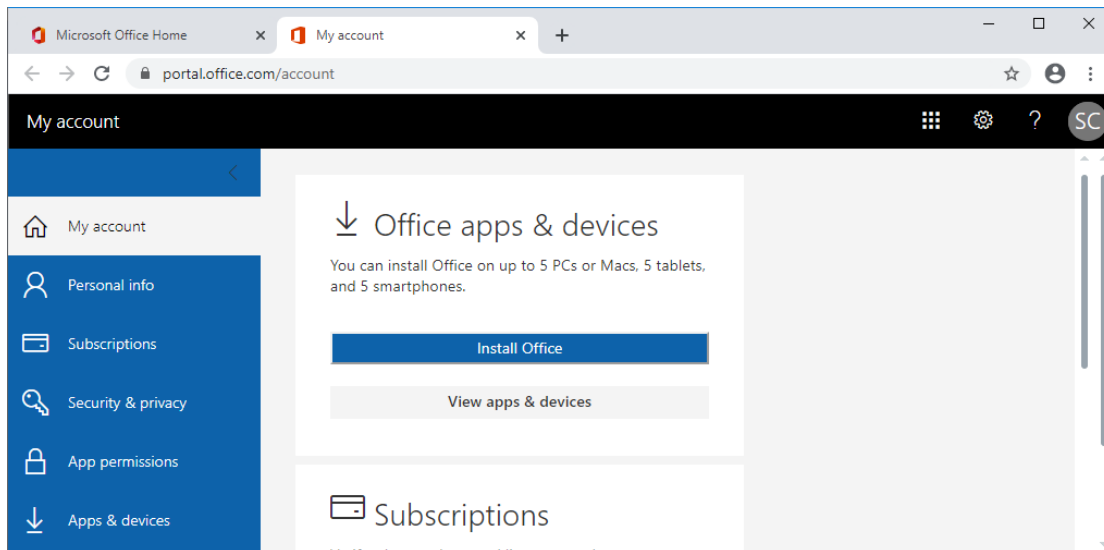 Microsoft Office Home
My account
portal.office.com/account
My account
SC
My account
Personal info
Subscriptions
Security & privacy
App permissions
Apps & devices
Office apps & devices
You can install Office on up to 5 PCs or Macs, 5 tablets,
and 5 smartphones.
Install Office
View apps & devices
Subscriptions